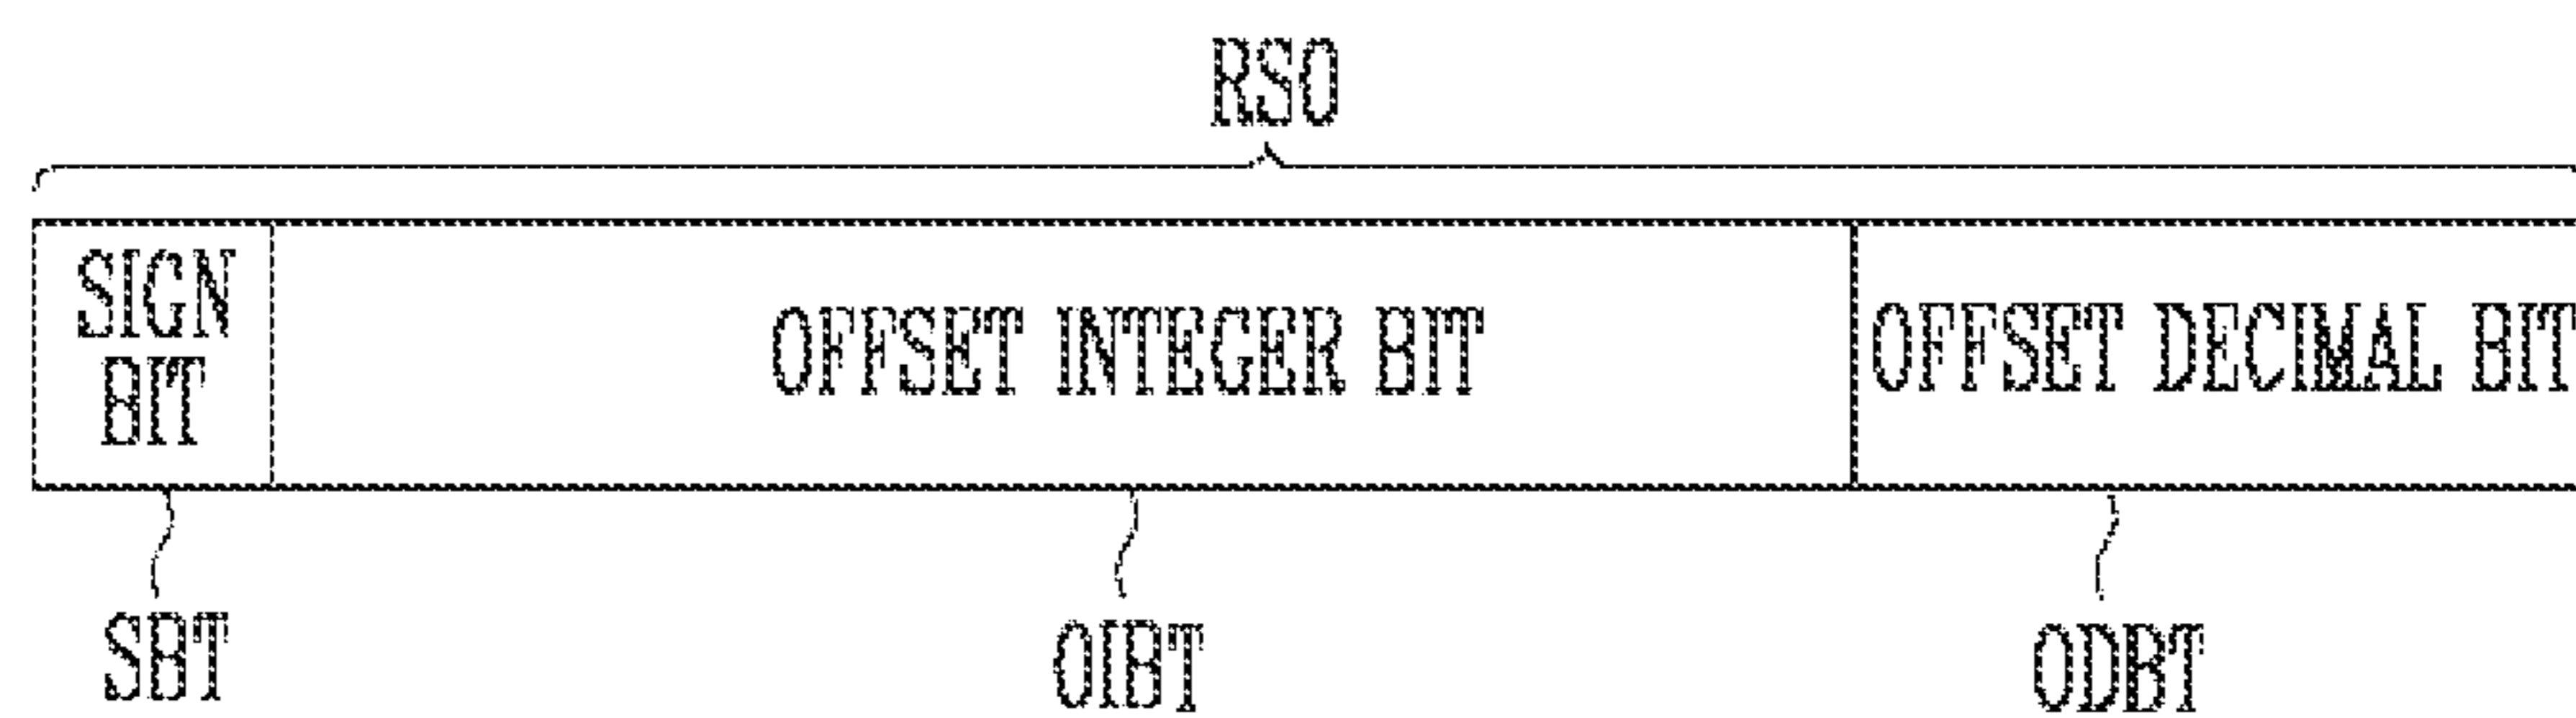 RSO
SIGN
BIT
OFFSET INTEGER BIT
OFFSET DECIMAL BIT
SBT
OIBT
ODBT